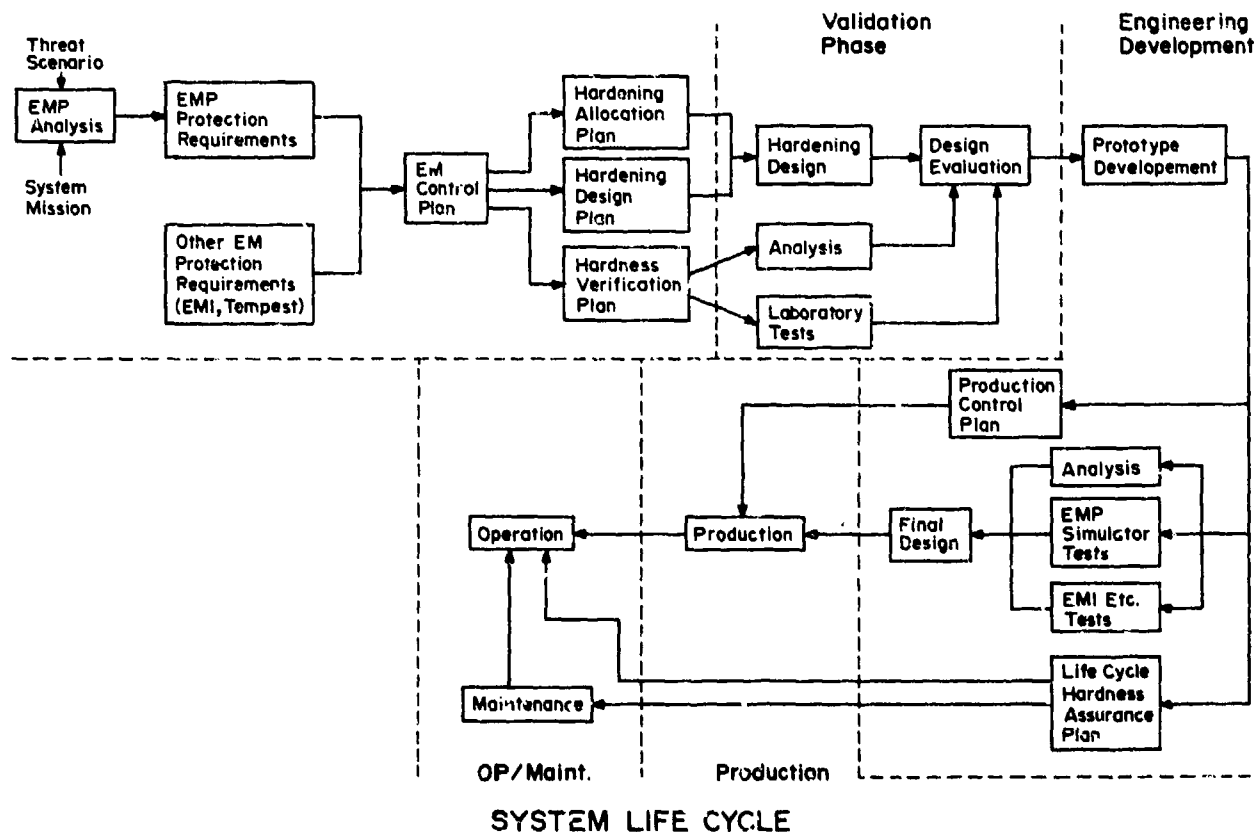 Validation
Phase
Engineering
Development
Threat
Scenario
EMP
Analysis
System
Mission
EMP
Protection
Requirements
Other EM
Protection
Requirements
(EMI, Tempest)
EM
Control
Plan
Hardening
Allocation
Plan
Hardening
Design
Plan
Hardness
Verification
Plan
Hardening
Design
Analysis
Laboratory
Tests
Design
Evaluation
Prototype
Developement
Production
Control
Plan
Analysis
EMP
Simulator
Tests
EMI Etc.
Tests
Final
Design
Production
Operation
Life Cycle
Hardness
Assurance
Plan
Maintenance
OP/Maint.
Production
SYSTEM LIFE CYCLE